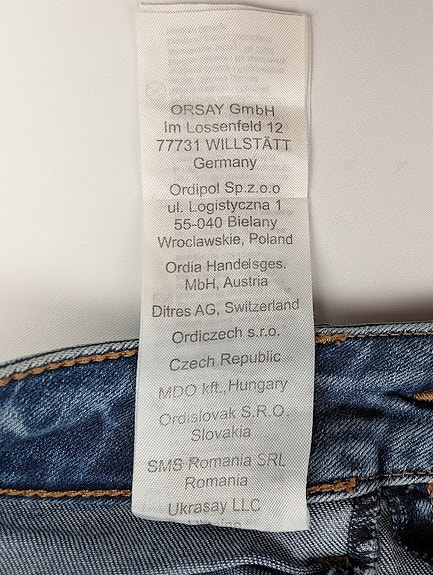 ORSAY GmbH
Im Lossenfeld 12
77731 WILLSTÄTT
Germany
Ordipol Sp.z.o.o
ul. Logistyczna 1
55-040 Bielany
Wroclawskie, Poland
Ordia Handelsges.
MbH, Austria
Ditres AG, Switzerland
Ordiczech s.r.o.
Czech Republic
MDO kft.,Hungary
Ordislovak S.R.O.
Slovakia
SMS Romania SRL
Romania
Ukrasay LLC